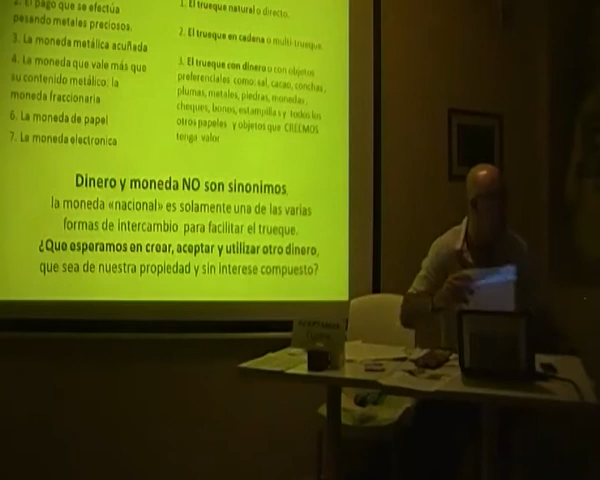 2. El pago que se efectúa
pesando metales preciosos.
3. La moneda metálica acuñada
4. La moneda que vale más que
su contenido metálico: la
moneda fraccionaria
6. La moneda de papel
7. La moneda electronica
1. El trueque natural o directo.
2. El trueque en cadena o multi-trueque
3. El trueque con dinero u con objetos
preferenciales como: sal, cacao, conchas,
plumas, metales, piedras, monedas,
cheques, bonos, estampillas y todos los
otros papeles y objetos que CREEMOS
tenga valor
Dinero y moneda NO son sinonimos,
la moneda «nacional» es solamente una de las varias
formas de intercambio para facilitar el trueque.
¿Que esperamos en crear, aceptar y utilizar otro dinero,
que sea de nuestra propiedad y sin interese compuesto?